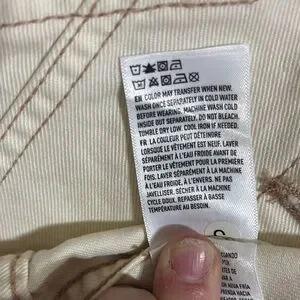 EN COLOR MAY TRANSFER WHEN NEW.
WASH ONCE SEPARATELY IN COLD WATER
BEFORE WEARING. MACHINE WASH COLD
INSIDE OUT SEPARATELY. DO NOT BLEACH.
TUMBLE DRY LOW. COOL IRON IF NEEDED.
FR LA COULEUR PEUT DÉTEINDRE
LORSQUE LE VÊTEMENT EST NEUF. LAVER
SÉPARÉMENT À L'EAU FROIDE AVANT DE
PORTER LE VÊTEMENT POUR LA PREMIÈRE
FOIS. LAVER SÉPARÉMENT À LA MACHINE
À L'EAU FROIDE, À L'ENVERS. NE PAS
JAVELLISER. SÉCHER À LA MACHINE
CYCLE DOUX. REPASSER À BASSE
TEMPÉRATURE AU BESOIN.
CUANDO